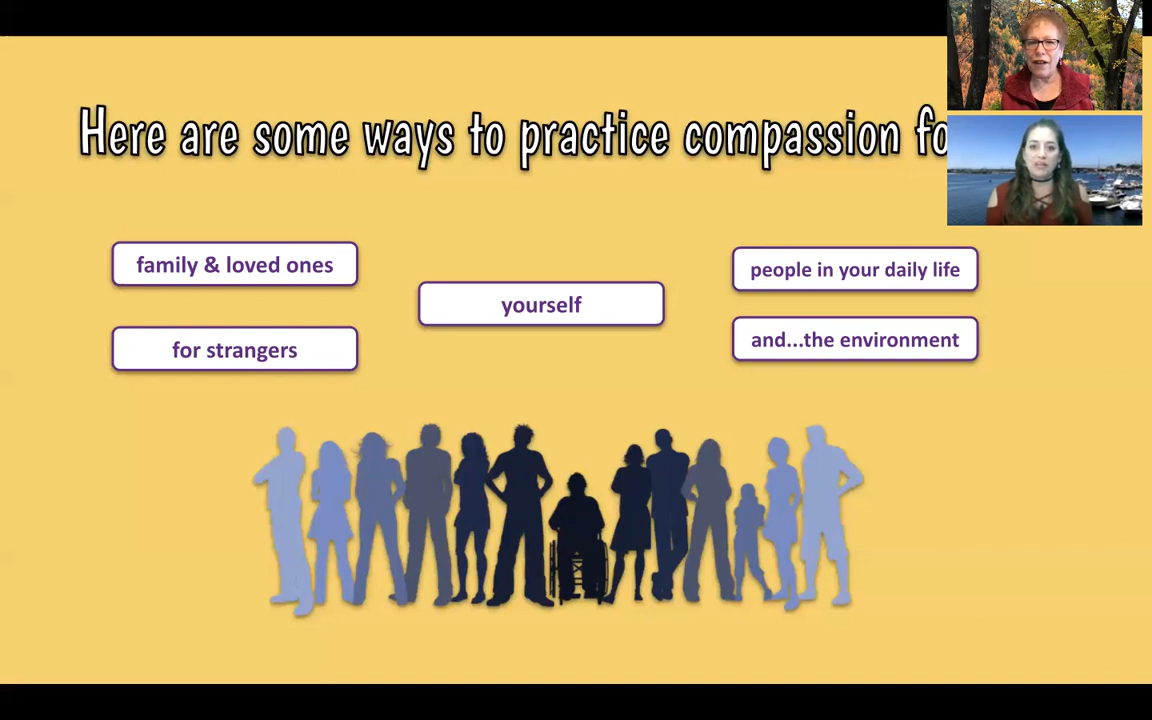 Here are some ways to practice compassion fo
family & loved ones
yourself
people in your daily life
for strangers
and...the environment